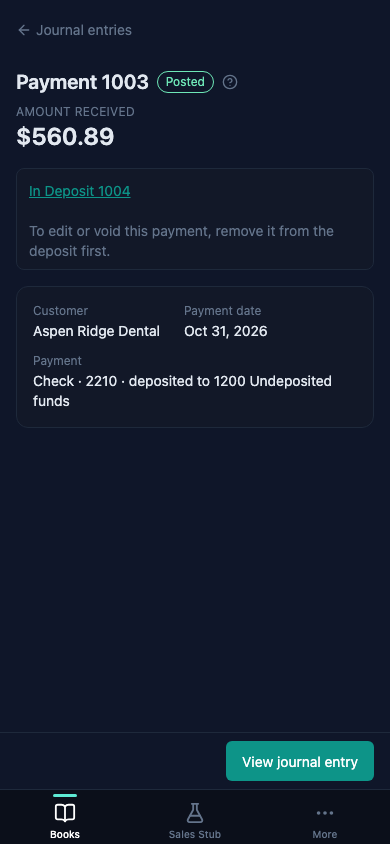 Journal entries
Payment 1003 Posted
AMOUNT RECEIVED
$560.89
In Deposit 1004
To edit or void this payment, remove it from the
deposit first.
Customer Payment date
Aspen Ridge Dental Oct 31, 2026
Payment
Check · 2210 · deposited to 1200 Undeposited
funds
View journal entry
Books Sales Stub More